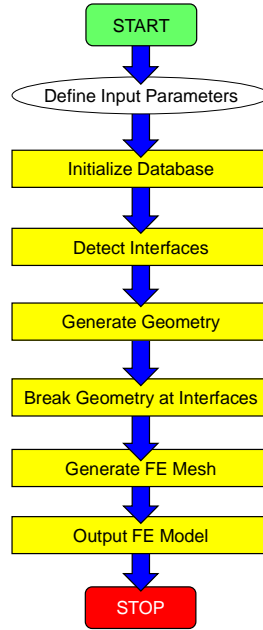 START
Define Input Parameters
Initialize Database
Detect Interfaces
Generate Geometry
Break Geometry at Interfaces
Generate FE Mesh
Output FE Model
STOP